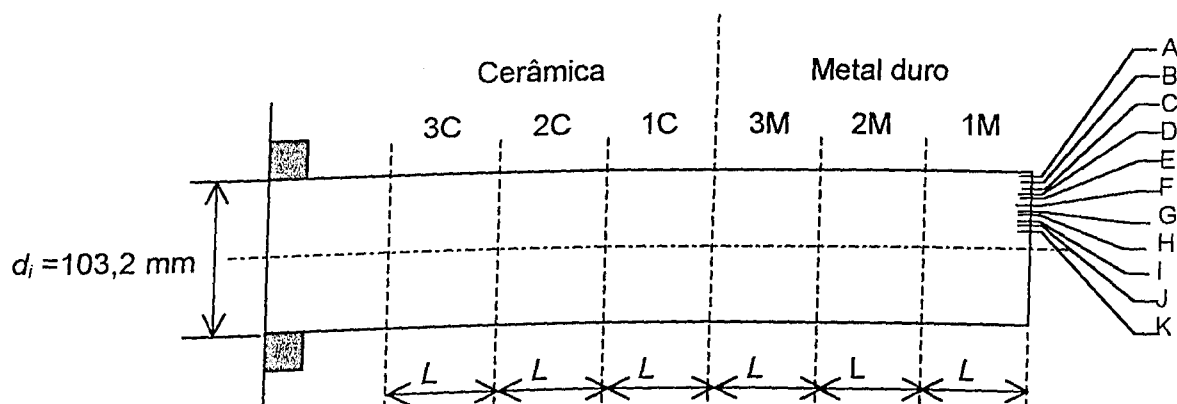 Cerâmica Metal duro
3C 2C 1C 3M 2M 1M
A
B
C
D
E
F
G
H
I
J
K
d_i =103,2 mm
L L L L L L